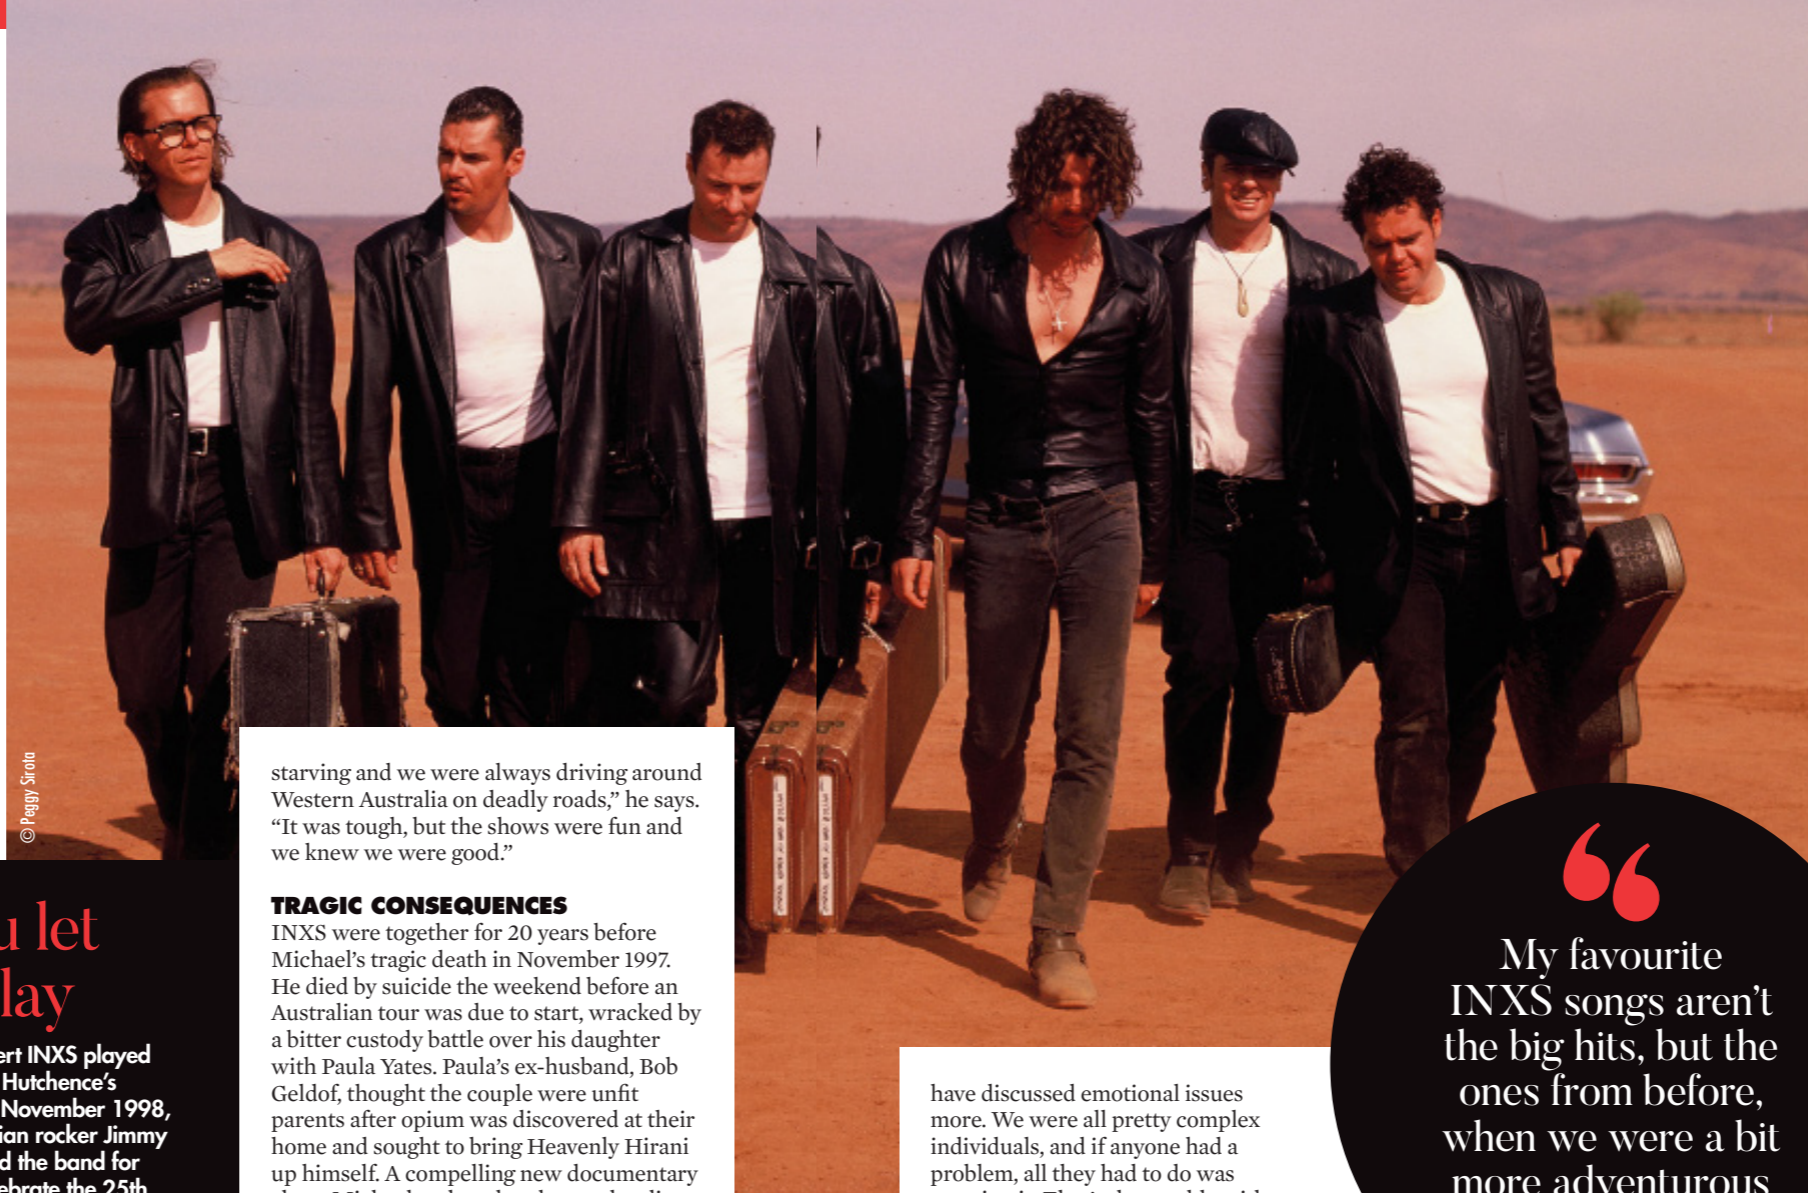 © Peggy Sirota
u let
lay
ert INXS played
Hutchence’s
November 1998,
ian rocker Jimmy
d the band for
ebrate the 25th
starving and we were always driving around
Western Australia on deadly roads,” he says.
“It was tough, but the shows were fun and
we knew we were good.”
TRAGIC CONSEQUENCES
INXS were together for 20 years before
Michael’s tragic death in November 1997.
He died by suicide the weekend before an
Australian tour was due to start, wracked by
a bitter custody battle over his daughter
with Paula Yates. Paula’s ex-husband, Bob
Geldof, thought the couple were unfit
parents after opium was discovered at their
home and sought to bring Heavenly Hirani
up himself. A compelling new documentary
have discussed emotional issues
more. We were all pretty complex
individuals, and if anyone had a
problem, all they had to do was
“
My favourite
INXS songs aren’t
the big hits, but the
ones from before,
when we were a bit
more adventurous